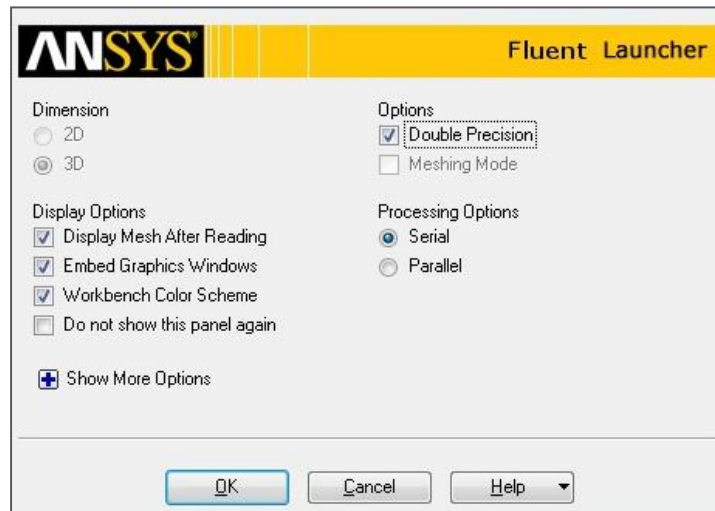 ANSYS®
Fluent Launcher
Dimension
2D
3D
Options
Double Precision
Meshing Mode
Display Options
Display Mesh After Reading
Embed Graphics Windows
Workbench Color Scheme
Do not show this panel again
Processing Options
Serial
Parallel
Show More Options
OK
Cancel
Help